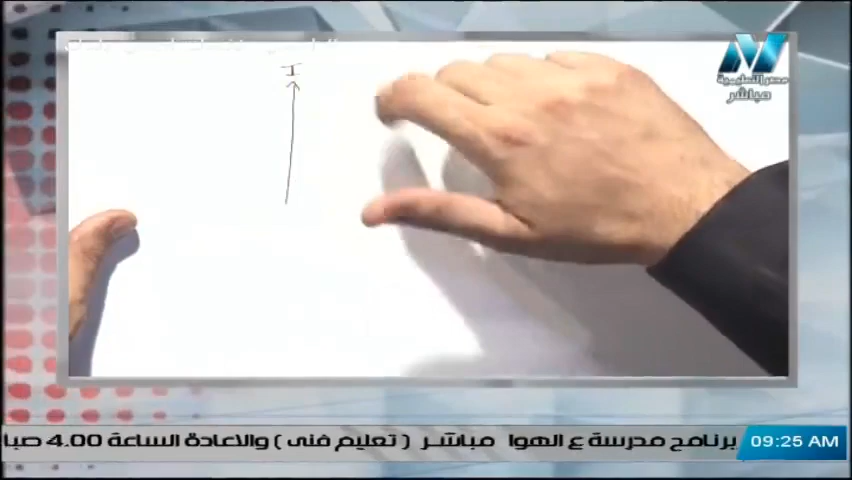 I
مصر التعليمية
مباشر
برنامج مدرسة ع الهوا مباشر ( تعليم فنى ) والاعادة الساعة 4.00 صبا
09:25 AM